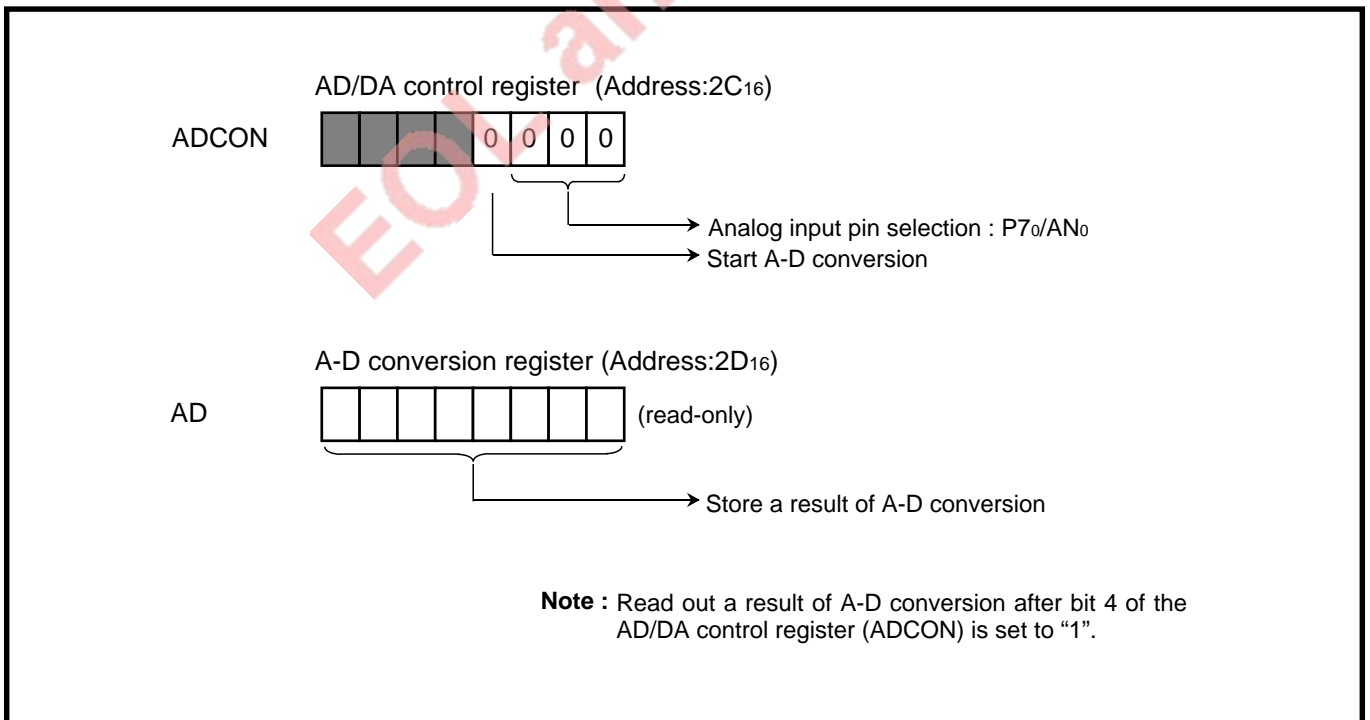 EOL an
AD/DA control register (Address:2C16)
ADCON
0 0 0 0
Analog input pin selection : P70/AN0
Start A-D conversion
A-D conversion register (Address:2D16)
AD
(read-only)
Store a result of A-D conversion
Note : Read out a result of A-D conversion after bit 4 of the
AD/DA control register (ADCON) is set to “1”.